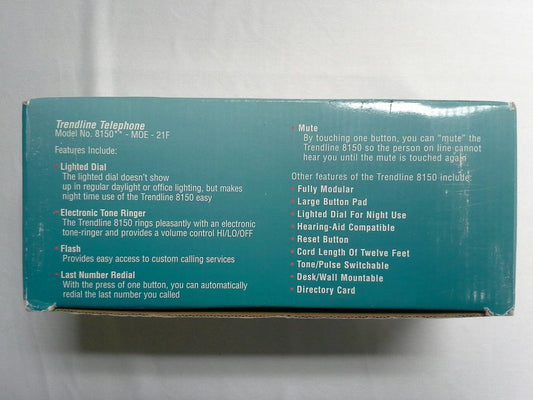 Trendline Telephone
Model No. 8150** - MOE - 21F
Features Include:
• Lighted Dial
The lighted dial doesn't show
up in regular daylight or office lighting, but makes
night time use of the Trendline 8150 easy
• Electronic Tone Ringer
The Trendline 8150 rings pleasantly with an electronic
tone-ringer and provides a volume control HI/LO/OFF
• Flash
Provides easy access to custom calling services
• Last Number Redial
With the press of one button, you can automatically
redial the last number you called
• Mute
By touching one button, you can "mute" the
Trendline 8150 so the person on line cannot
hear you until the mute is touched again
Other features of the Trendline 8150 include:
• Fully Modular
• Large Button Pad
• Lighted Dial For Night Use
• Hearing-Aid Compatible
• Reset Button
• Cord Length Of Twelve Feet
• Tone/Pulse Switchable
• Desk/Wall Mountable
• Directory Card